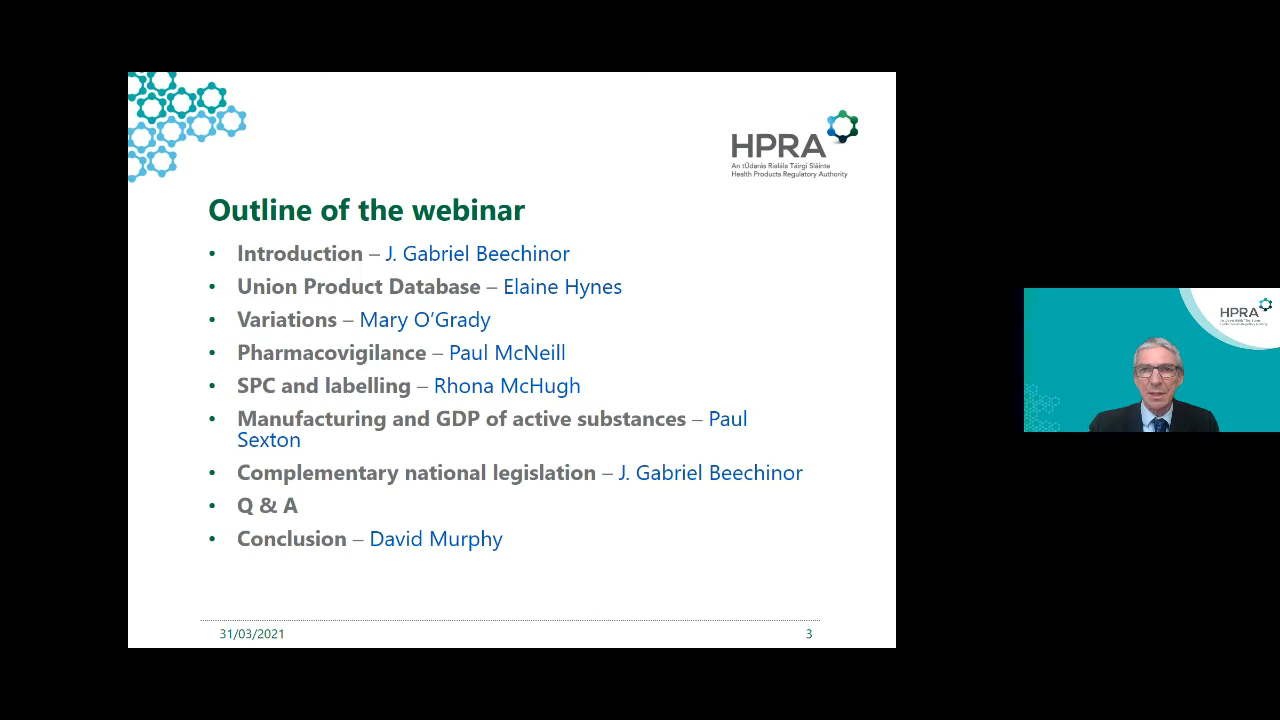 HPRA
An tÚdarás Rialála Táirgí Sláinte
Health Products Regulatory Authority
Outline of the webinar
• Introduction – J. Gabriel Beechinor
• Union Product Database – Elaine Hynes
• Variations – Mary O’Grady
• Pharmacovigilance – Paul McNeill
• SPC and labelling – Rhona McHugh
• Manufacturing and GDP of active substances – Paul
Sexton
• Complementary national legislation – J. Gabriel Beechinor
• Q & A
• Conclusion – David Murphy
31/03/2021
3
HPRA